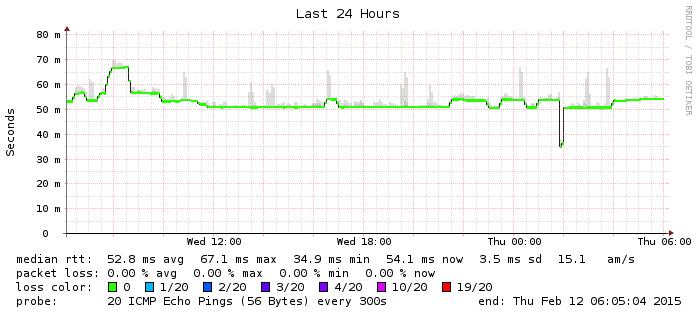 Last 24 Hours
RRDTOOL / TOBI OETIKER
Seconds
80 m
70 m
60 m
50 m
40 m
30 m
20 m
10 m
0
Wed 12:00 Wed 18:00 Thu 00:00 Thu 06:00
median rtt: 52.8 ms avg 67.1 ms max 34.9 ms min 54.1 ms now 3.5 ms sd 15.1 am/s
packet loss: 0.00 % avg 0.00 % max 0.00 % min 0.00 % now
loss color: 0 1/20 2/20 3/20 4/20 10/20 19/20
probe: 20 ICMP Echo Pings (56 Bytes) every 300s end: Thu Feb 12 06:05:04 2015